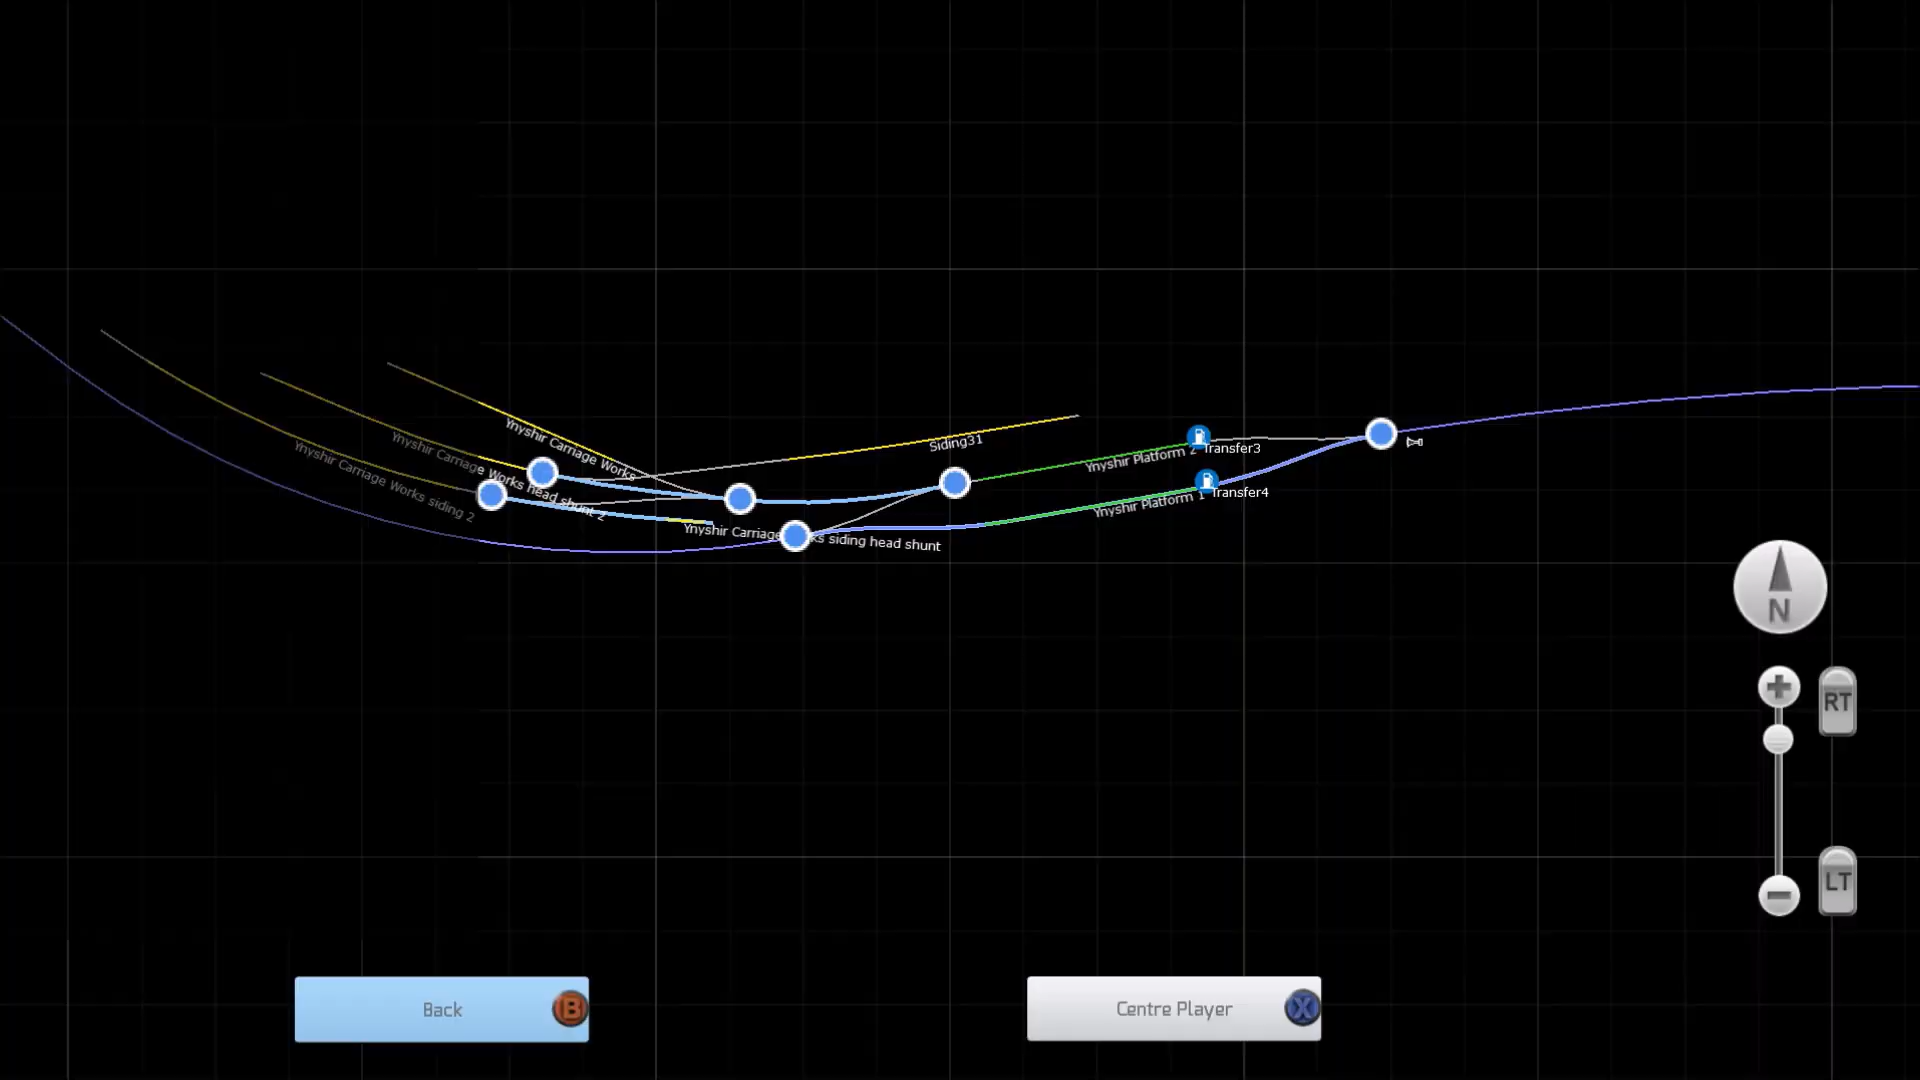 Ynyshir Carriage Works
Siding31
Transfer3
Ynyshir Platform 2
Ynyshir Carriage Works head shunt 2
Ynyshir Carriage Works siding 2
Transfer4
Ynyshir Platform 1
Ynyshir Carriage
ks siding head shunt
N
RT
LT
Back
B
Centre Player
X